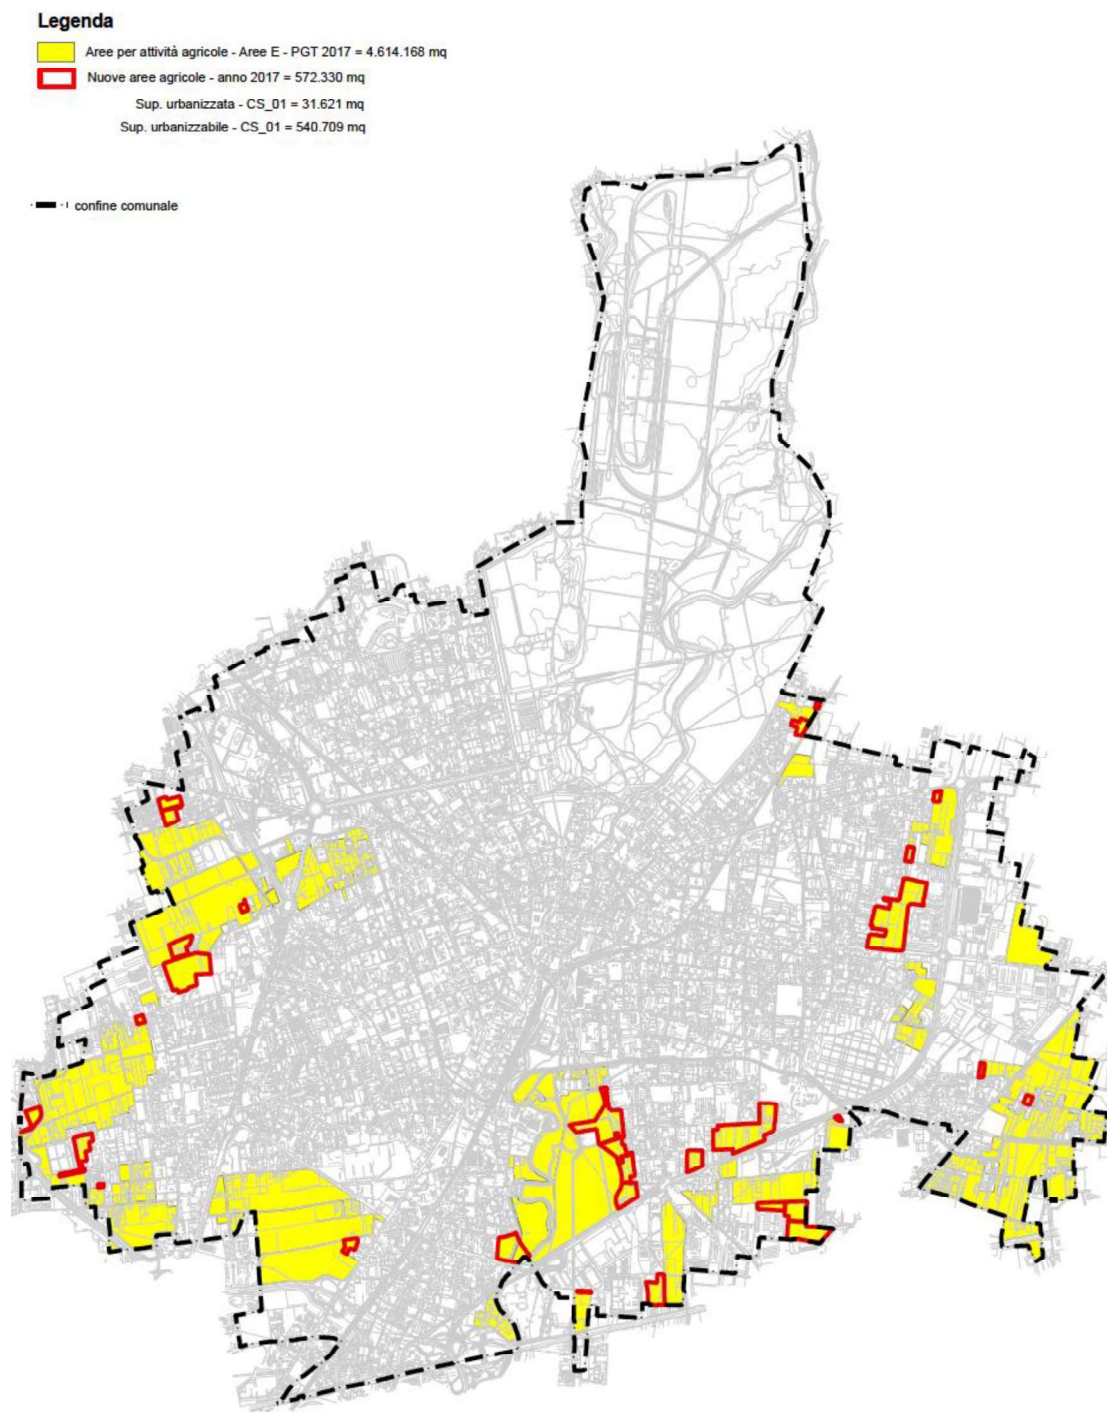 Legenda
Aree per attività agricole - Aree E - PGT 2017 = 4.614.168 mq
Nuove aree agricole - anno 2017 = 572.330 mq
Sup. urbanizzata - CS_01 = 31.621 mq
Sup. urbanizzabile - CS_01 = 540.709 mq
confine comunale